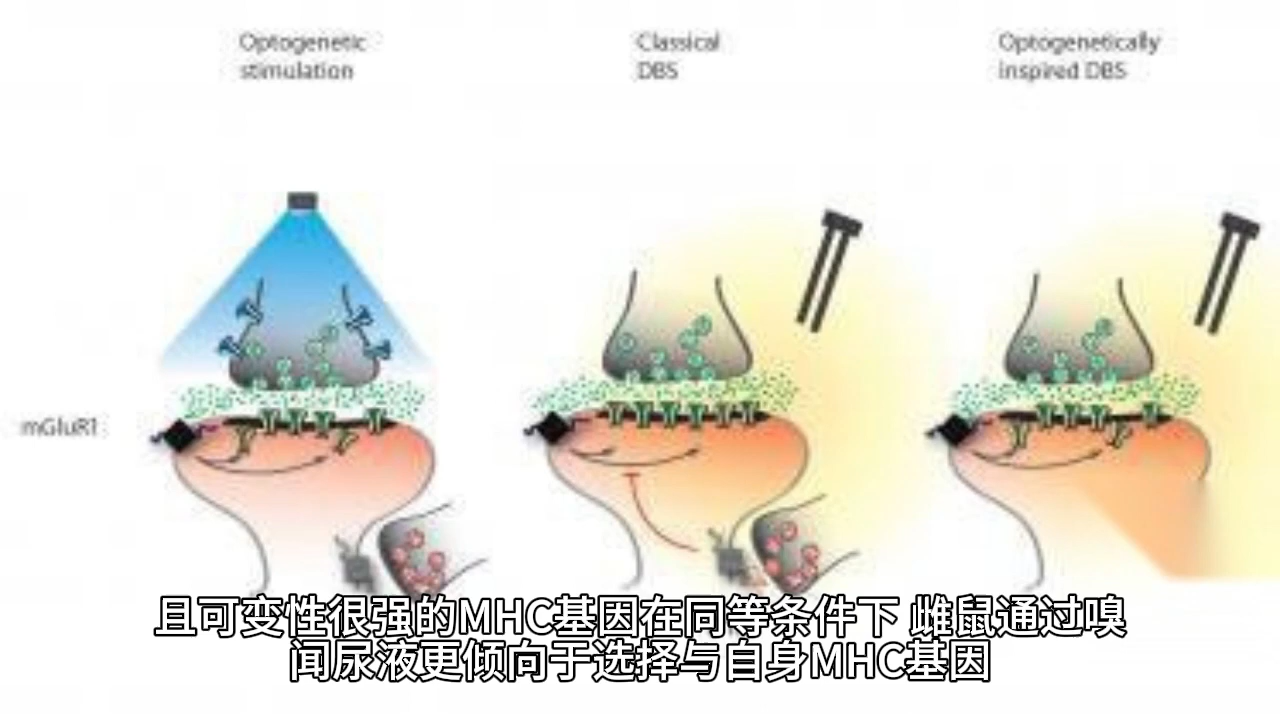 Optogenetic
stimulation
Classical
DBS
Optogenetically
inspired DBS
mGluR1
且可变性很强的MHC基因在同等条件下 雌鼠通过嗅
闻尿液更倾向于选择与自身MHC基因